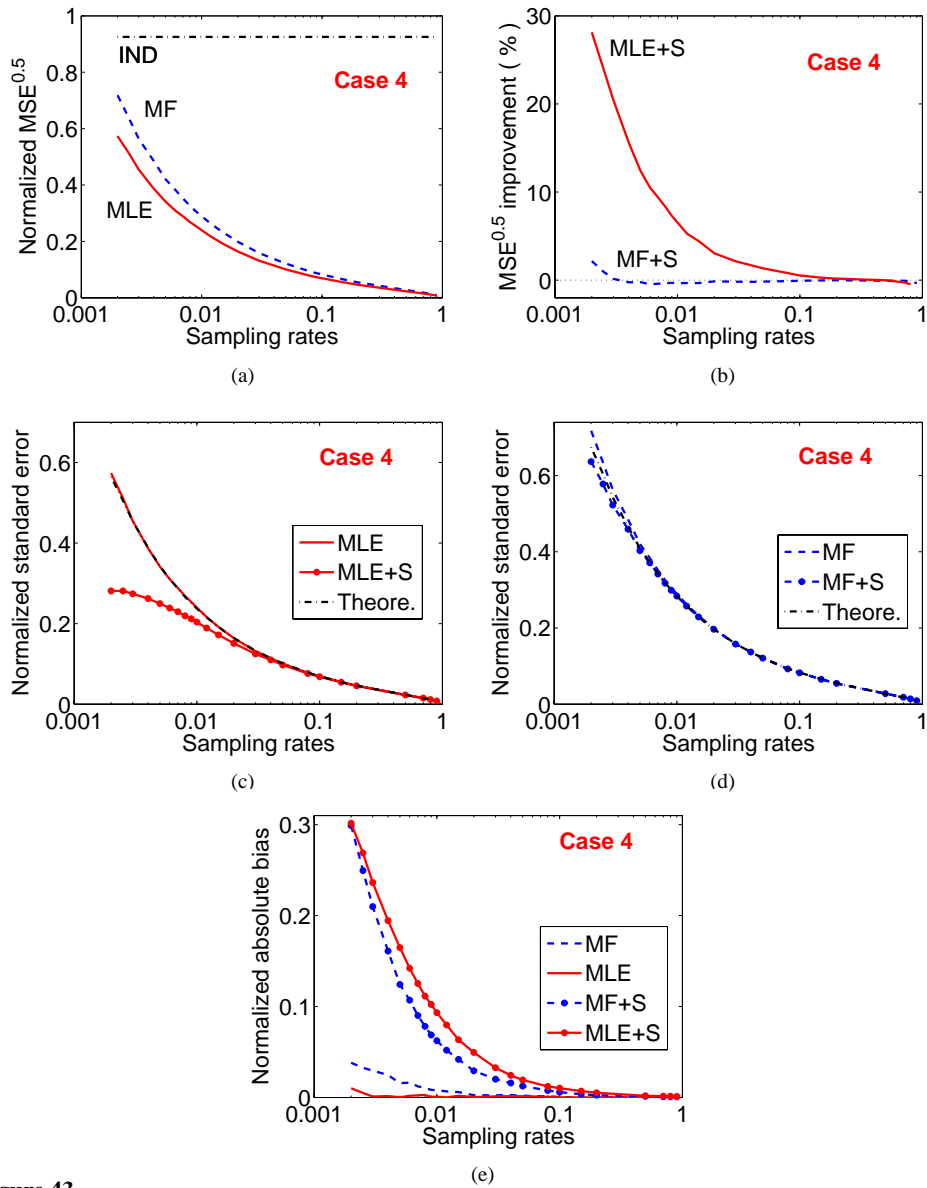 1
0.8
0.6
0.4
0.2
0
0.001
0.01
0.1
1
Normalized MSE^0.5
Sampling rates
IND
MF
MLE
Case 4
(a)
30
20
10
0
0.001
0.01
0.1
1
MSE^0.5 improvement ( % )
Sampling rates
MLE+S
MF+S
Case 4
(b)
0.6
0.4
0.2
0
0.001
0.01
0.1
1
Normalized standard error
Sampling rates
Case 4
MLE
MLE+S
Theore.
(c)
0.6
0.4
0.2
0
0.001
0.01
0.1
1
Normalized standard error
Sampling rates
Case 4
MF
MF+S
Theore.
(d)
0.3
0.2
0.1
0
0.001
0.01
0.1
1
Normalized absolute bias
Sampling rates
Case 4
MF
MLE
MF+S
MLE+S
(e)